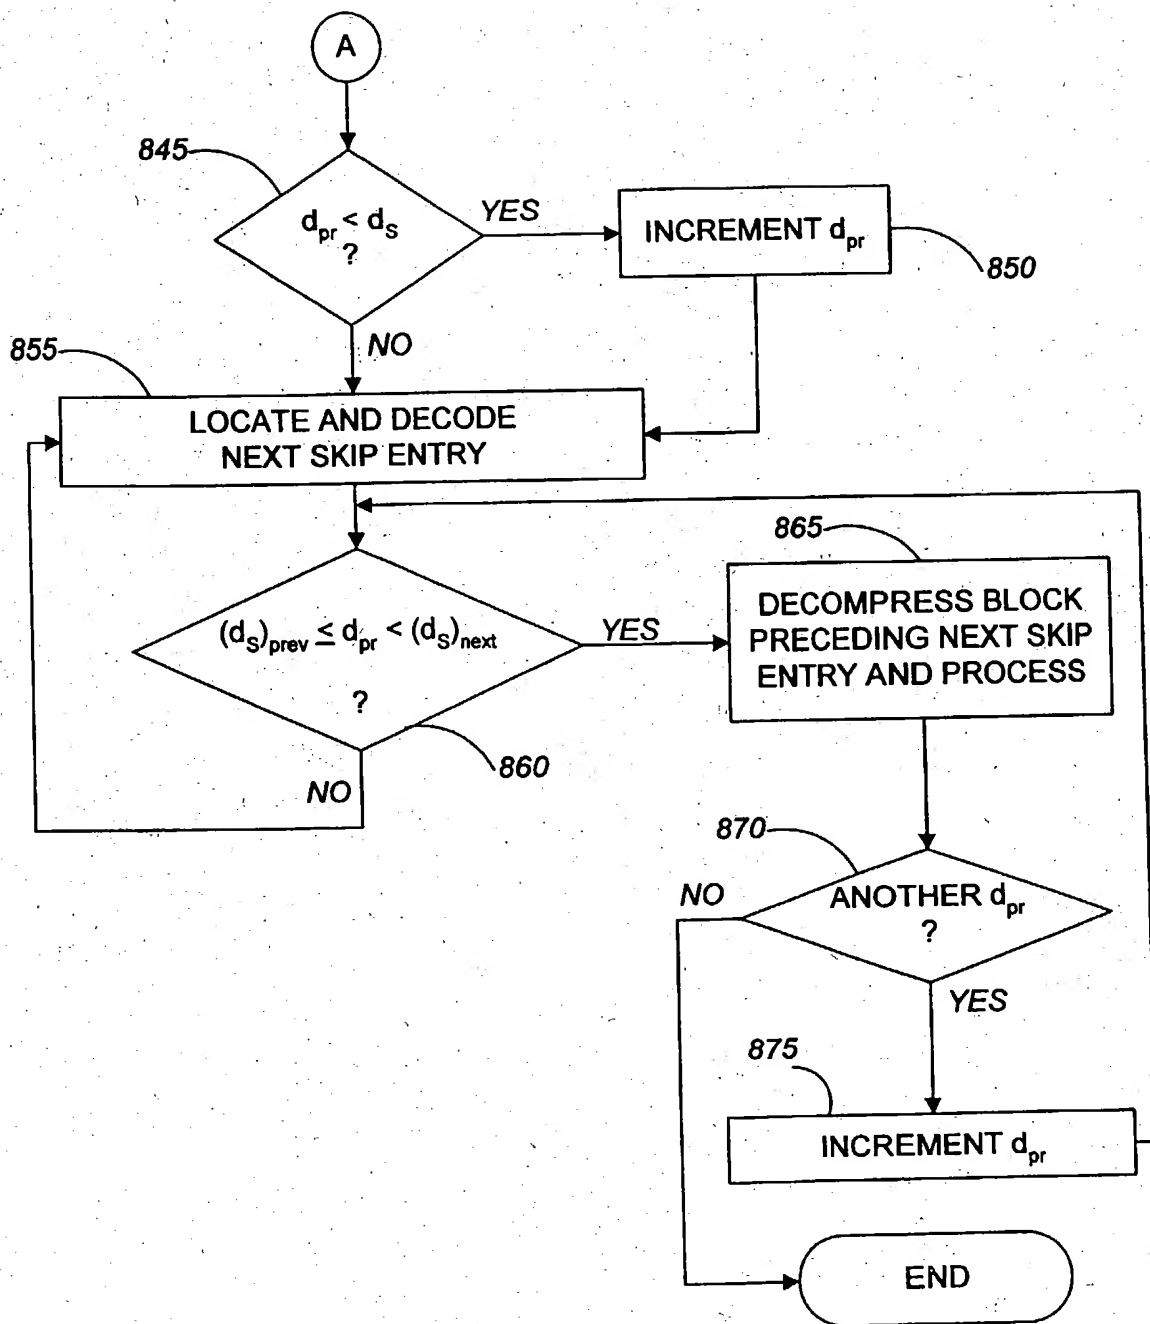 A
845
d_pr < d_S
?
YES
INCREMENT d_pr
850
NO
855
LOCATE AND DECODE
NEXT SKIP ENTRY
865
(d_S)_prev ≤ d_pr < (d_S)_next
?
YES
DECOMPRESS BLOCK
PRECEDING NEXT SKIP
ENTRY AND PROCESS
860
NO
870
NO
ANOTHER d_pr
?
YES
875
INCREMENT d_pr
END